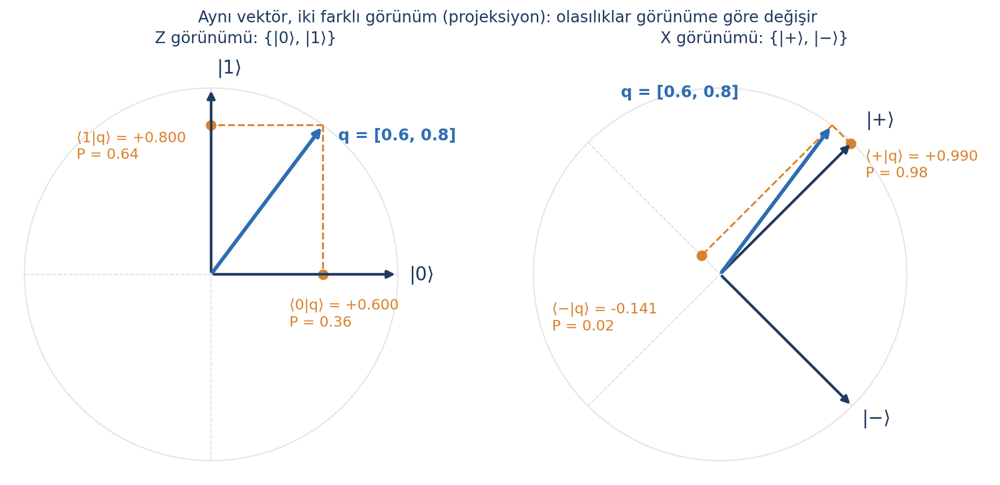 Aynı vektör, iki farklı görünüm (projeksiyon): olasılıklar görünüme göre değişir
Z görünümü: {|0⟩, |1⟩}
|1⟩
⟨1|q⟩ = +0.800
P = 0.64
q = [0.6, 0.8]
|0⟩
⟨0|q⟩ = +0.600
P = 0.36
X görünümü: {|+⟩, |−⟩}
q = [0.6, 0.8]
|+⟩
⟨+|q⟩ = +0.990
P = 0.98
⟨−|q⟩ = -0.141
P = 0.02
|−⟩